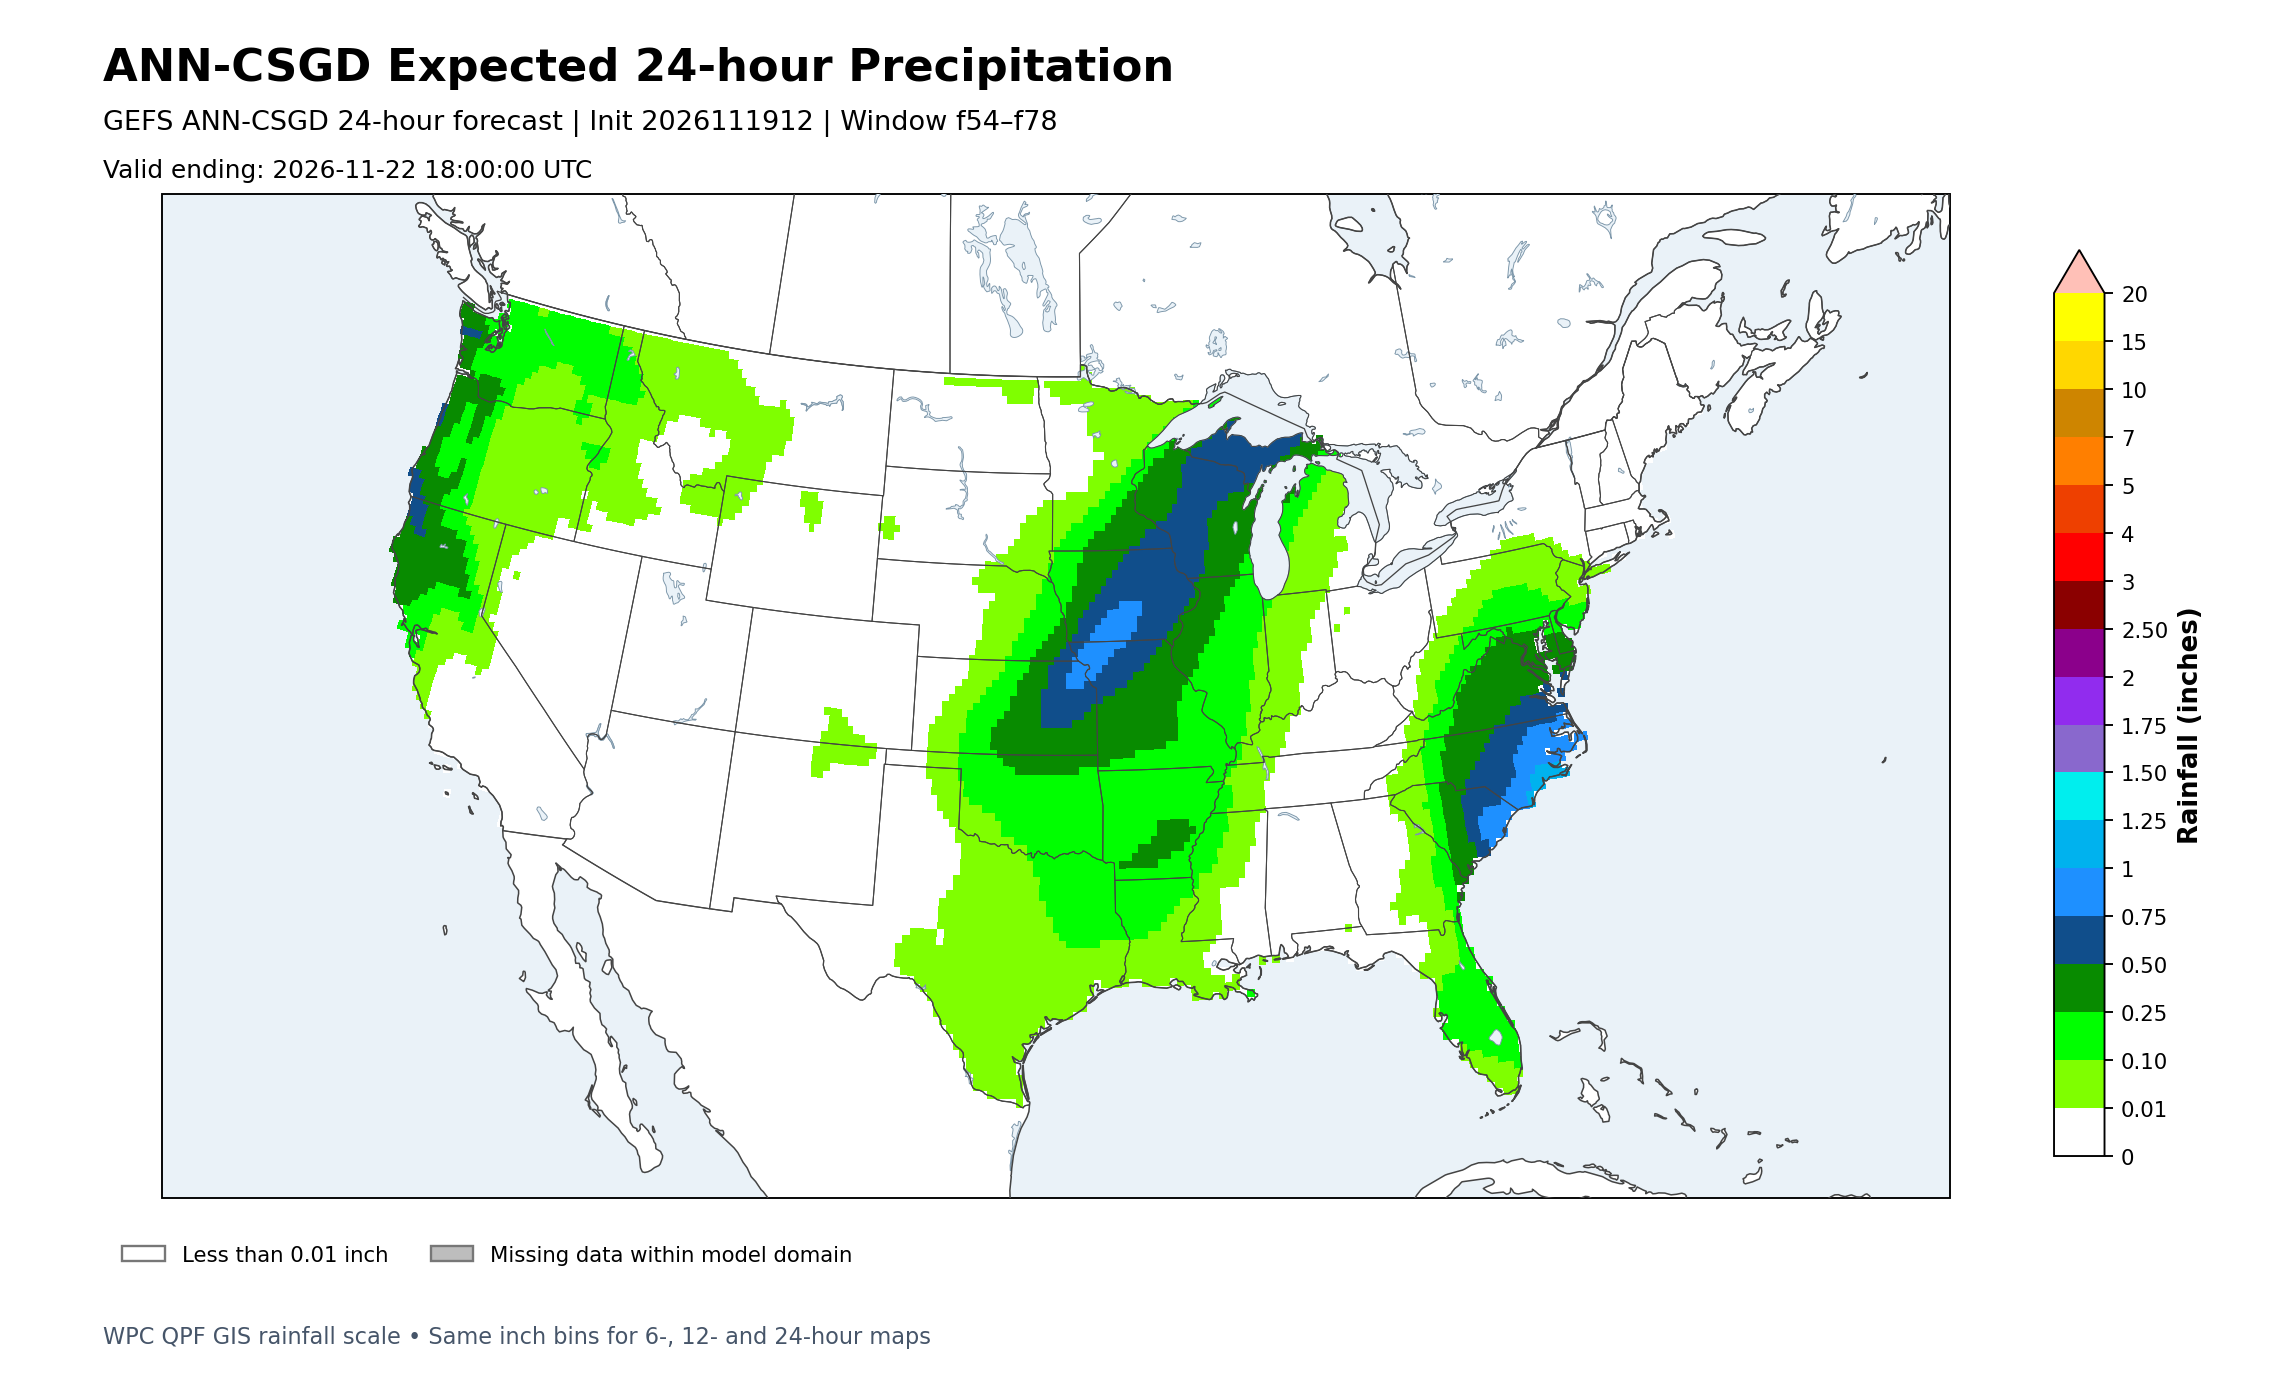 ANN-CSGD Expected 24-hour Precipitation
GEFS ANN-CSGD 24-hour forecast | Init 2026111912 | Window f54–f78
Valid ending: 2026-11-22 18:00:00 UTC
20
15
10
7
5
4
3
2.50
2
1.75
1.50
1.25
1
0.75
0.50
0.25
0.10
0.01
0
Rainfall (inches)
Less than 0.01 inch
Missing data within model domain
WPC QPF GIS rainfall scale • Same inch bins for 6-, 12- and 24-hour maps